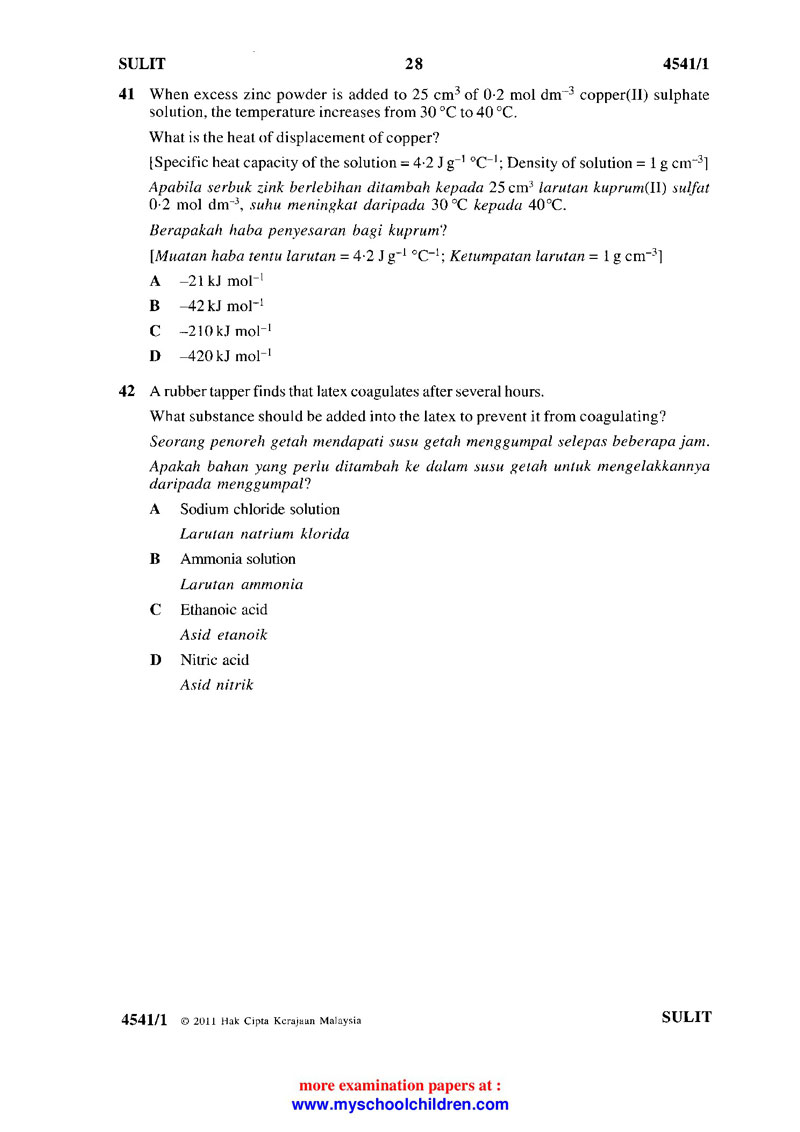 SULIT 28 4541/1
41 When excess zinc powder is added to 25 cm³ of 0·2 mol dm⁻³ copper(II) sulphate
solution, the temperature increases from 30 °C to 40 °C.
What is the heat of displacement of copper?
[Specific heat capacity of the solution = 4·2 J g⁻¹ °C⁻¹; Density of solution = 1 g cm⁻³]
Apabila serbuk zink berlebihan ditambah kepada 25 cm³ larutan kuprum(II) sulfat
0·2 mol dm⁻³, suhu meningkat daripada 30 °C kepada 40°C.
Berapakah haba penyesaran bagi kuprum?
[Muatan haba tentu larutan = 4·2 J g⁻¹ °C⁻¹; Ketumpatan larutan = 1 g cm⁻³]
A –21 kJ mol⁻¹
B –42 kJ mol⁻¹
C –210 kJ mol⁻¹
D –420 kJ mol⁻¹
42 A rubber tapper finds that latex coagulates after several hours.
What substance should be added into the latex to prevent it from coagulating?
Seorang penoreh getah mendapati susu getah menggumpal selepas beberapa jam.
Apakah bahan yang perlu ditambah ke dalam susu getah untuk mengelakkannya
daripada menggumpal?
A Sodium chloride solution
Larutan natrium klorida
B Ammonia solution
Larutan ammonia
C Ethanoic acid
Asid etanoik
D Nitric acid
Asid nitrik
4541/1 © 2011 Hak Cipta Kerajaan Malaysia SULIT
more examination papers at :
www.myschoolchildren.com